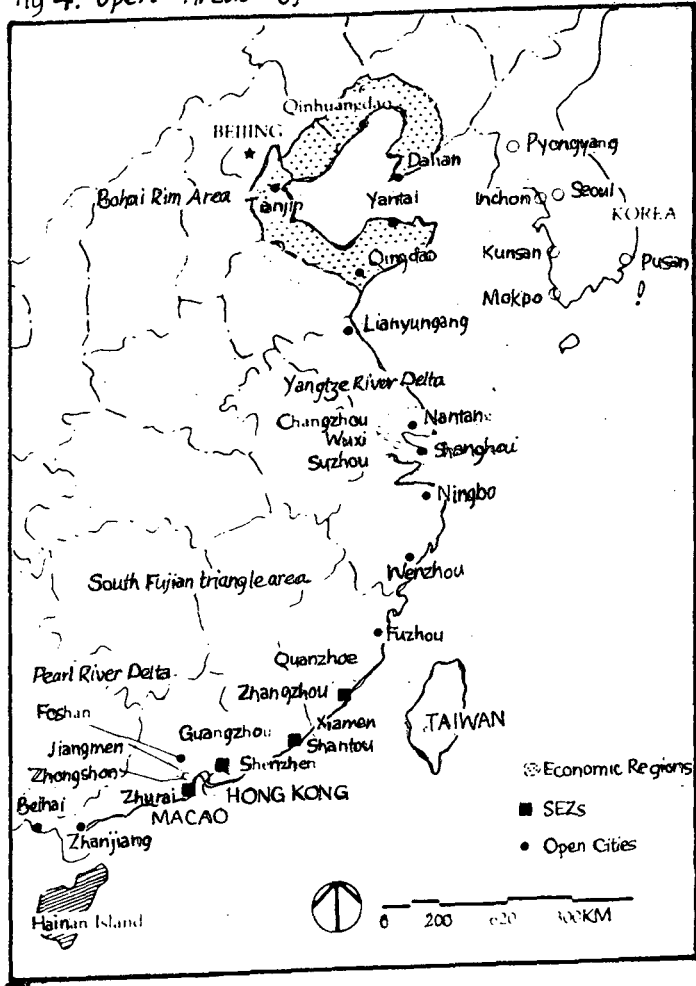 4. Open
Qinhuangdao
BEIJING
Dalian
Pyongyang
Bohai Rim Area
Tianjin
Yantai
Inchon
Seoul
KOREA
Qingdao
Kunsan
Pusan
Mokpo
Lianyungang
Yangtze River Delta
Changzhou
Wuxi
Suzhou
Shanghai
Ningbo
South Fujian triangle area
Wenzhou
Fuzhou
Quanzhoe
Pearl River Delta
Zhangzhou
Xiamen
TAIWAN
Foshan
Guangzhou
Shantou
Jiangmen
Shenzhen
Zhongshon
Zhurai
HONG KONG
MACAO
Beihai
Zhanjiang
Hainan Island
Economic Regions
SEZs
Open Cities
0 200 300KM